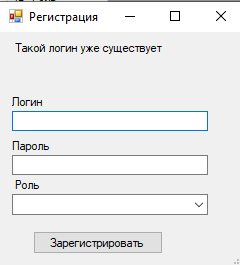 Регистрация
Такой логин уже существует
Логин
Пароль
Роль
Зарегистрировать